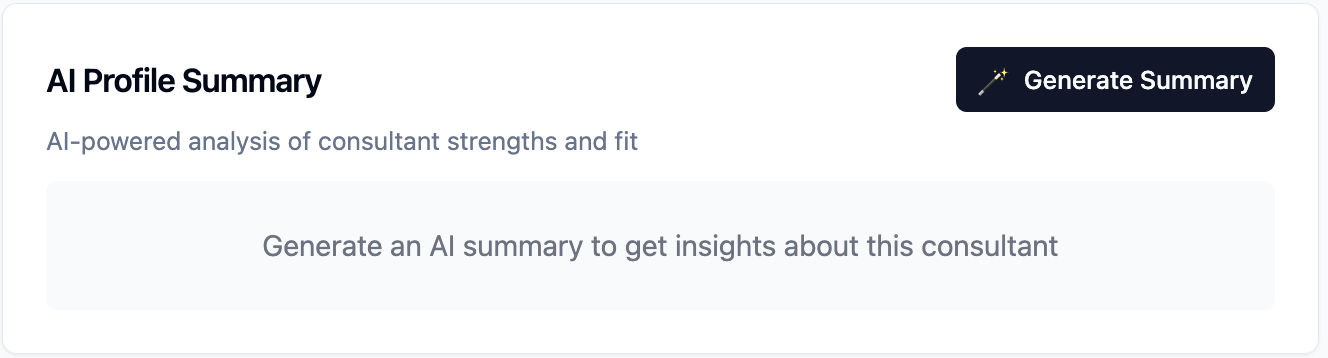 AI Profile Summary
Generate Summary
AI-powered analysis of consultant strengths and fit
Generate an AI summary to get insights about this consultant